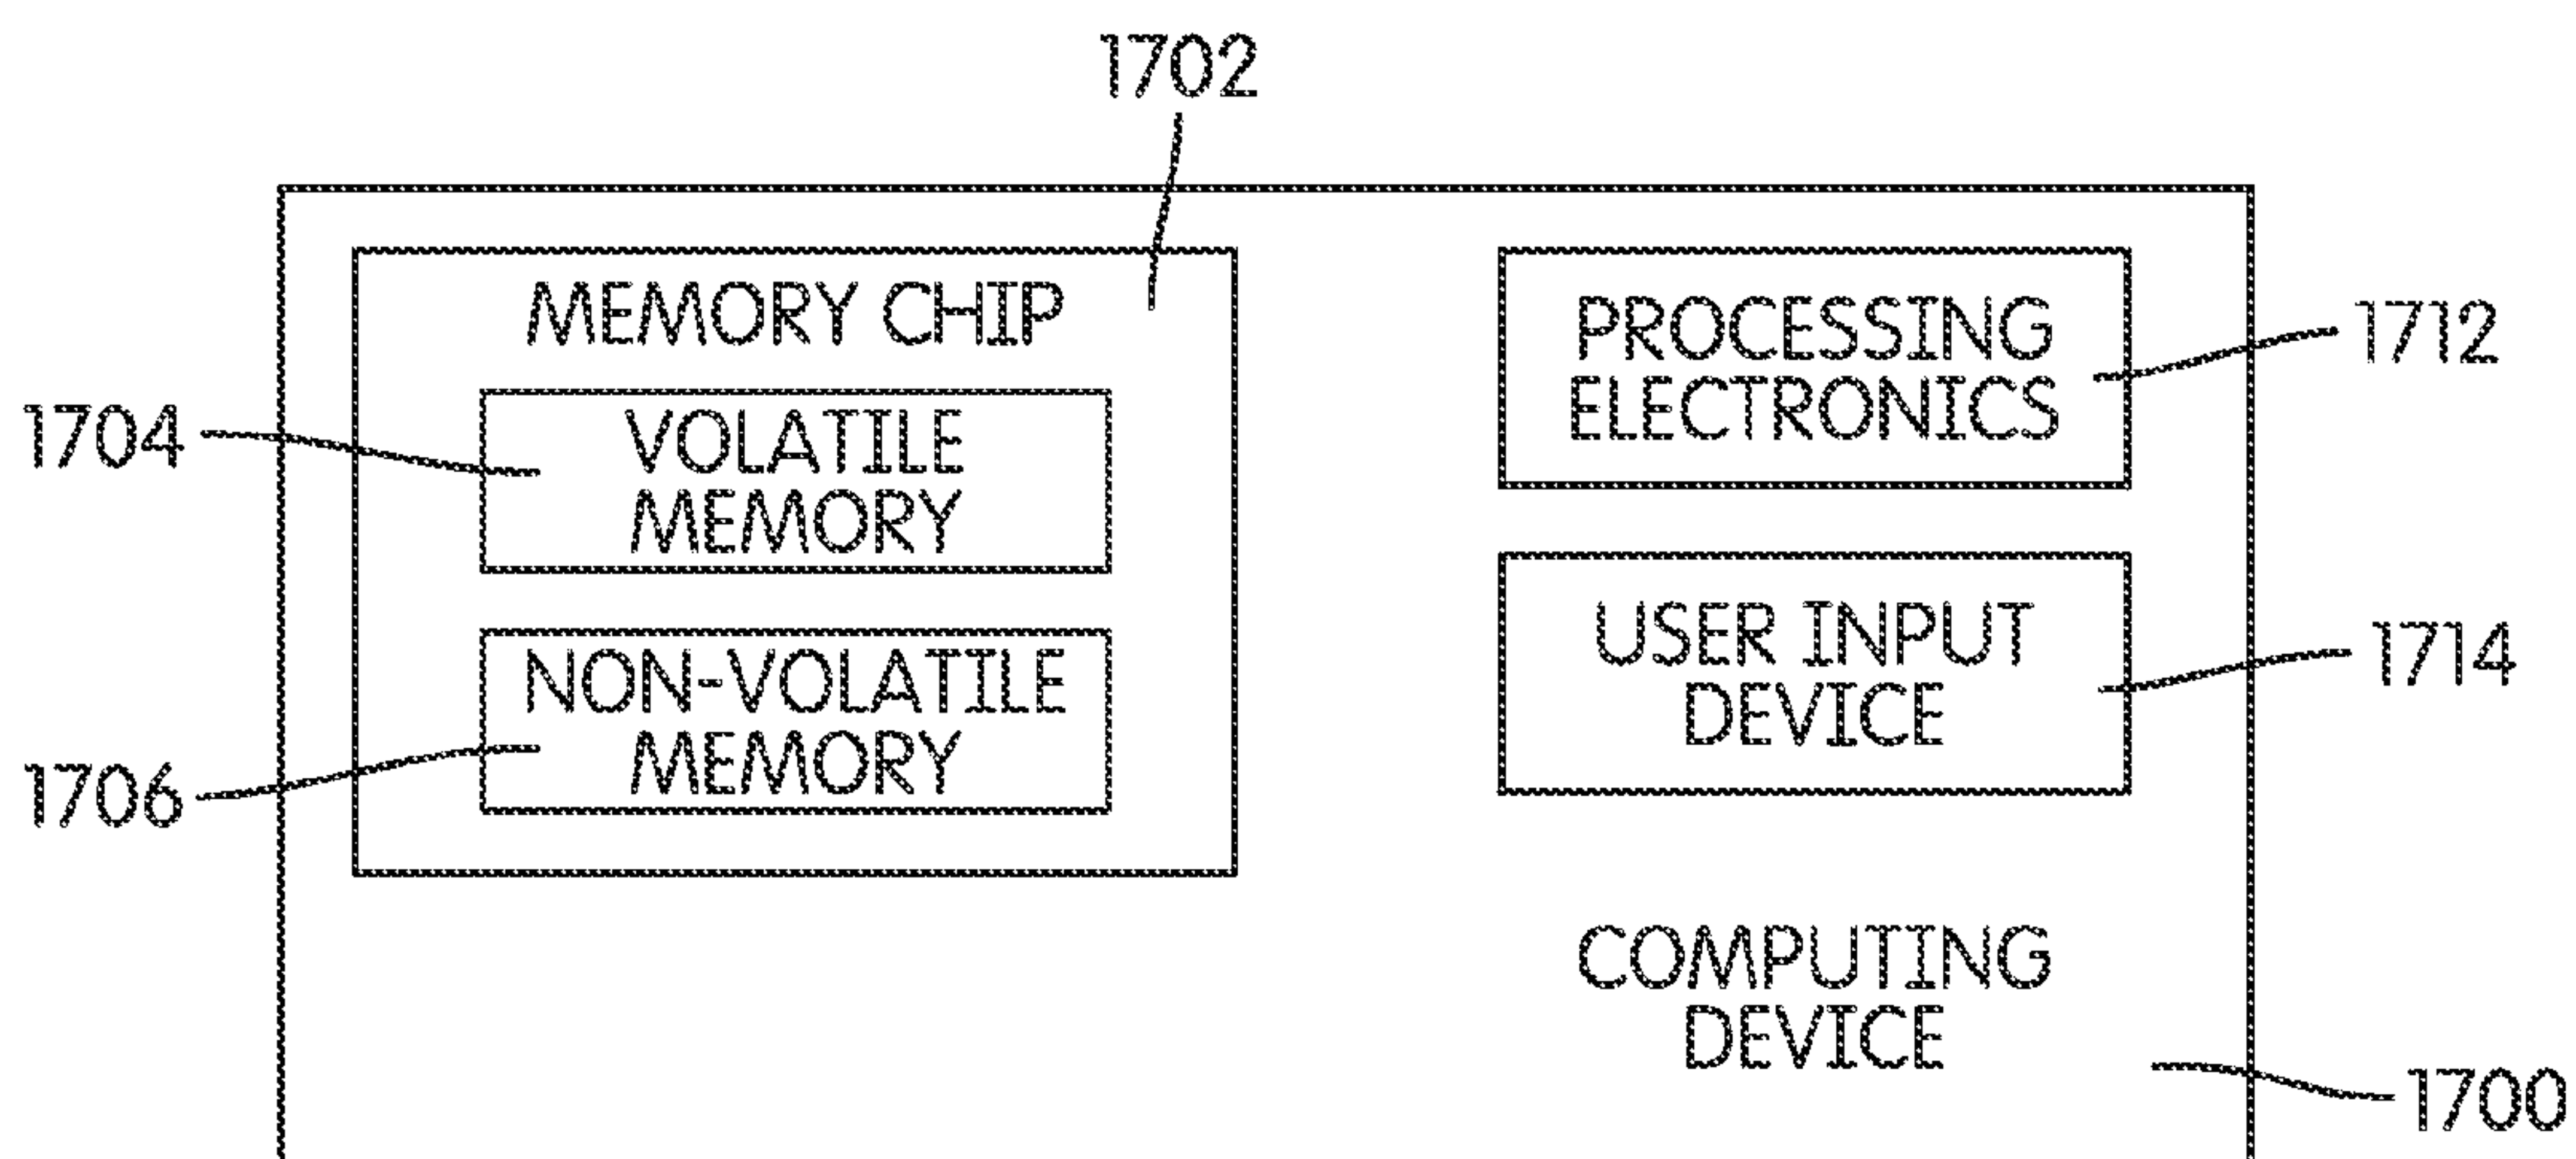 1702
MEMORY CHIP
1704
VOLATILE
MEMORY
1706
NON-VOLATILE
MEMORY
PROCESSING
ELECTRONICS
1712
USER INPUT
DEVICE
1714
COMPUTING
DEVICE
1700